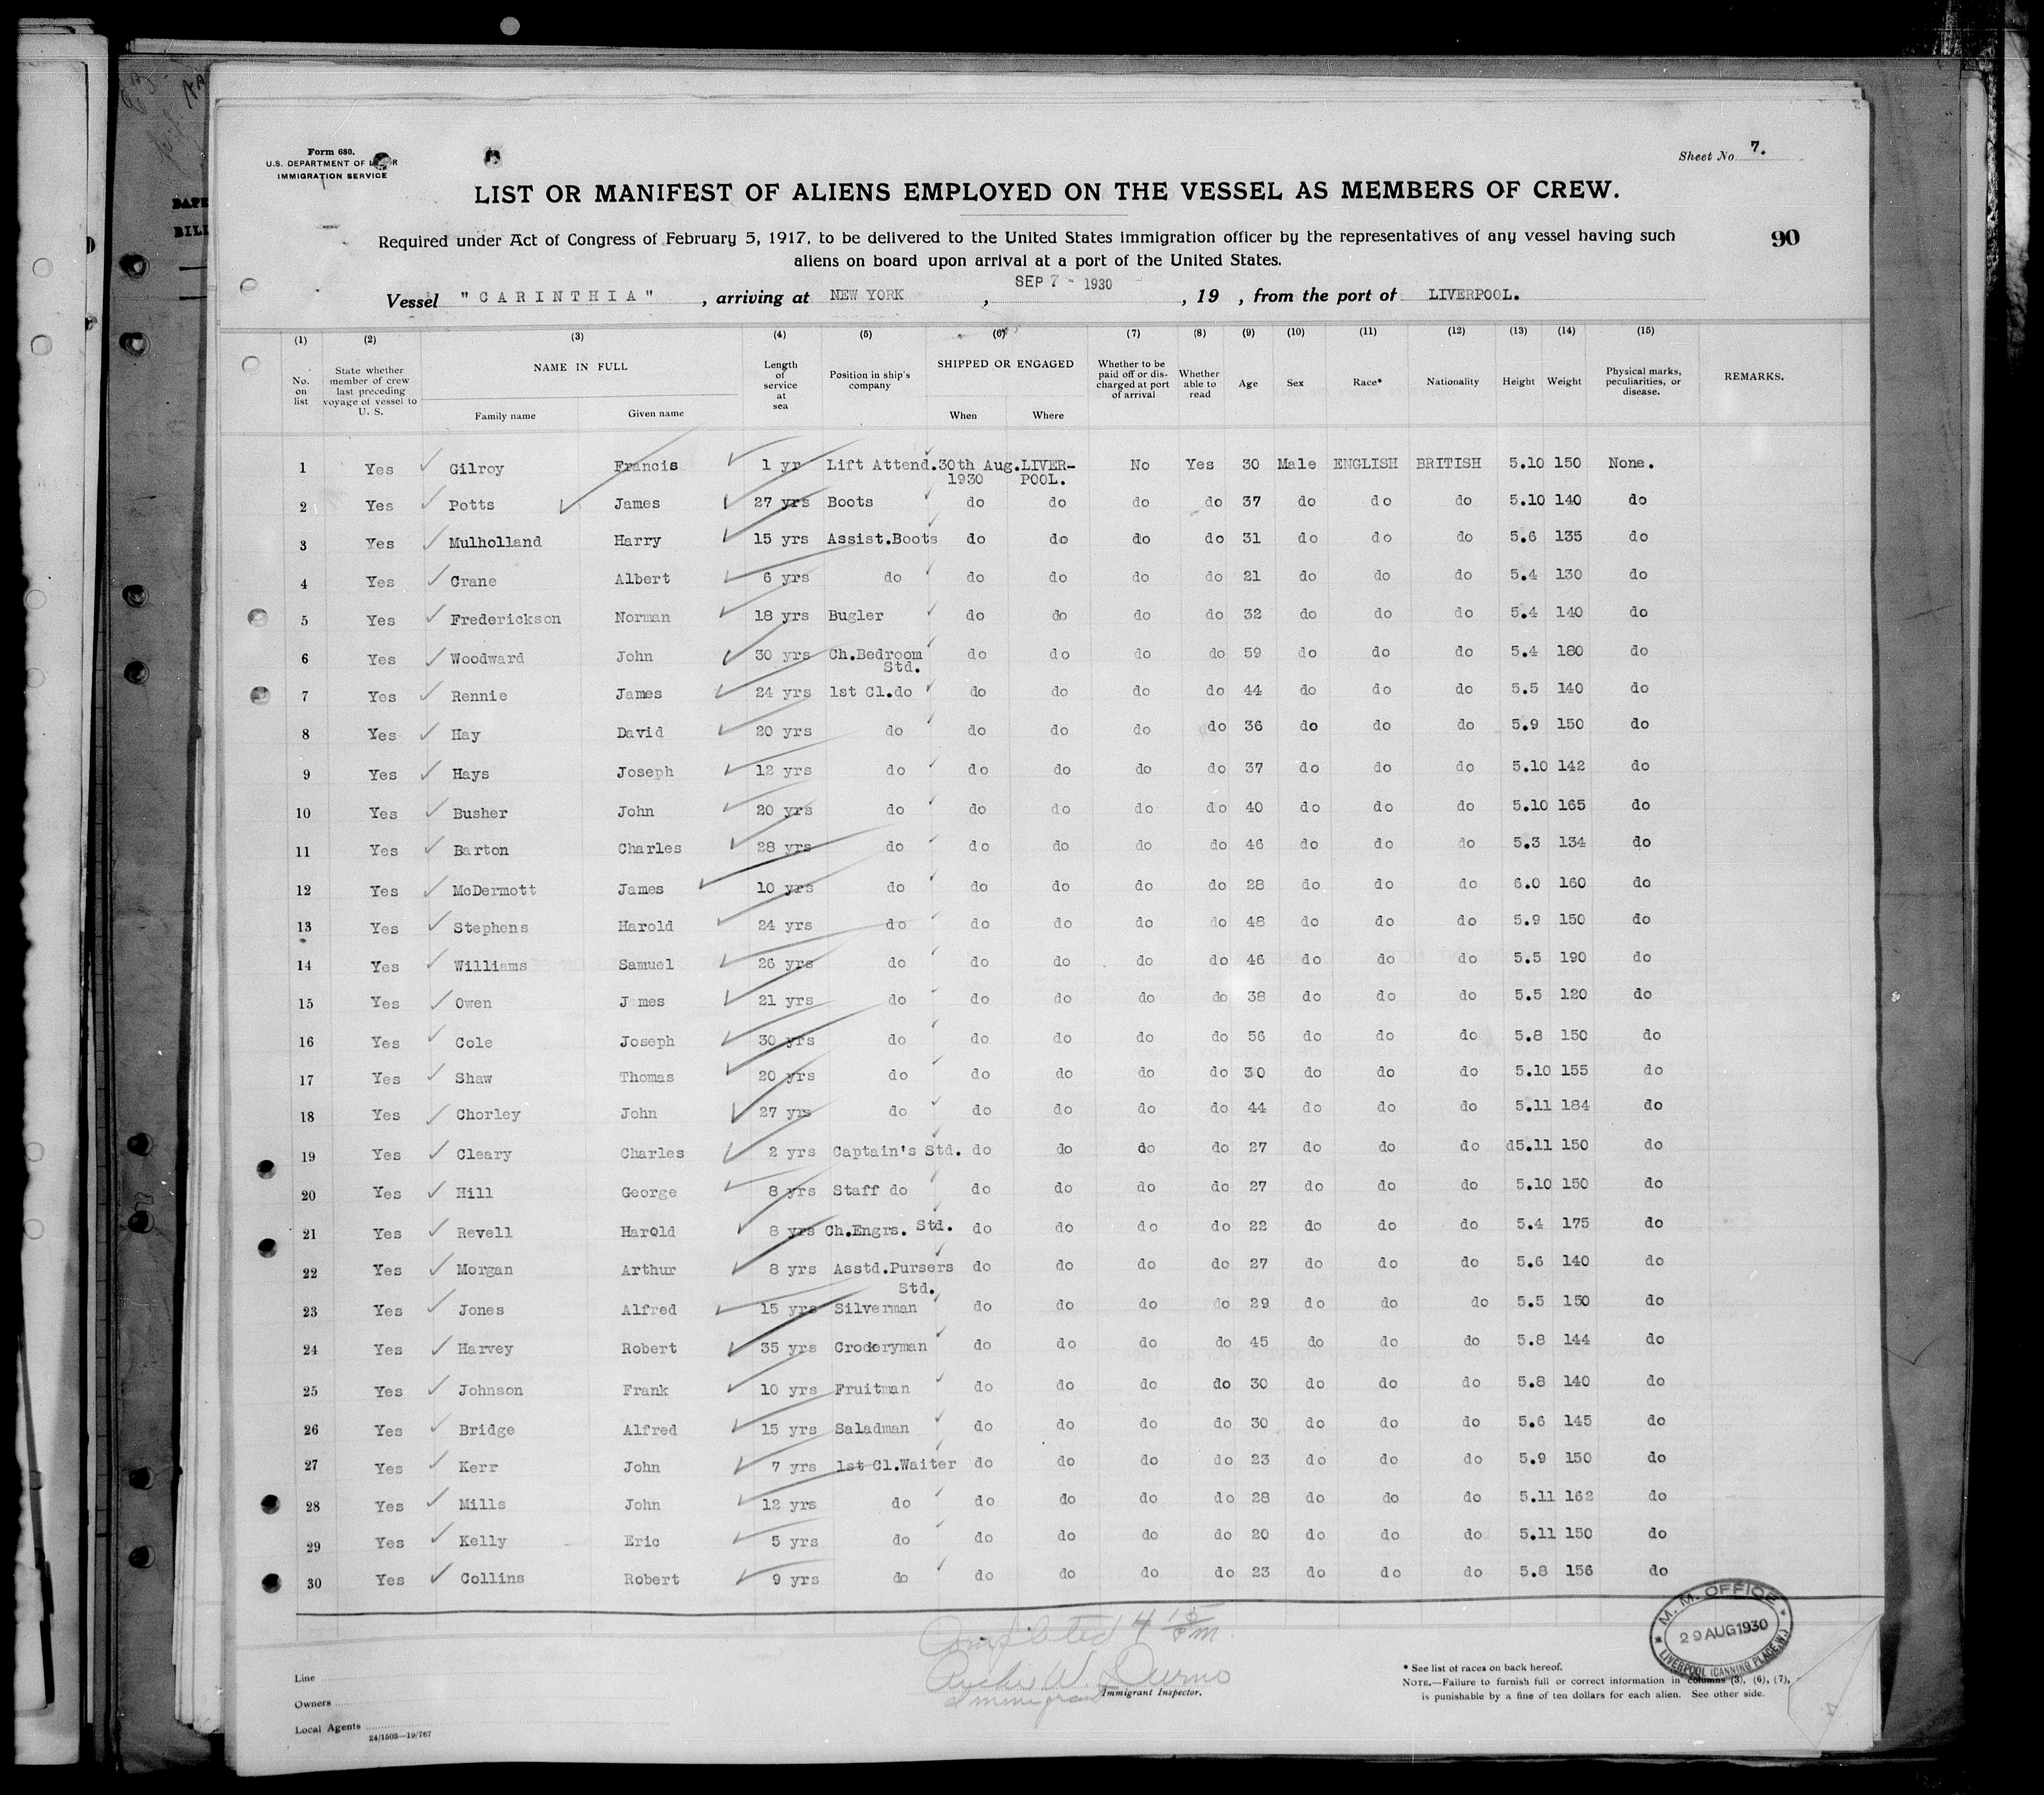 Form 680.
U.S. DEPARTMENT OF LABOR
IMMIGRATION SERVICE
Sheet No. 7.
LIST OR MANIFEST OF ALIENS EMPLOYED ON THE VESSEL AS MEMBERS OF CREW.
Required under Act of Congress of February 5, 1917, to be delivered to the United States immigration officer by the representatives of any vessel having such
aliens on board upon arrival at a port of the United States.
90
Vessel "CARINTHIA", arriving at NEW YORK, SEP 7 - 1930, 19 , from the port of LIVERPOOL.
(1) (2) (3) (4) (5) (6) (7) (8) (9) (10) (11) (12) (13) (14) (15)
No. on list | State whether member of crew last preceding voyage of vessel to U. S. | NAME IN FULL Family name Given name | Length of service at sea | Position in ship's company | SHIPPED OR ENGAGED When Where | Whether to be paid off or discharged at port of arrival | Whether able to read | Age | Sex | Race* | Nationality | Height | Weight | Physical marks, peculiarities, or disease. | REMARKS.
1 Yes Gilroy Francis 1 yr Lift Attend. 30th Aug. 1930 LIVER-POOL. No Yes 30 Male ENGLISH BRITISH 5.10 150 None.
2 Yes Potts James 27 yrs Boots do do do do 37 do do do 5.10 140 do
3 Yes Mulholland Harry 15 yrs Assist.Boots do do do do 31 do do do 5.6 135 do
4 Yes Crane Albert 6 yrs do do do do do 21 do do do 5.4 130 do
5 Yes Frederickson Norman 18 yrs Bugler do do do do 32 do do do 5.4 140 do
6 Yes Woodward John 30 yrs Ch.Bedroom Std. do do do do 59 do do do 5.4 180 do
7 Yes Rennie James 24 yrs 1st Cl.do do do do do 44 do do do 5.5 140 do
8 Yes Hay David 20 yrs do do do do do 36 do do do 5.9 150 do
9 Yes Hays Joseph 12 yrs do do do do do 37 do do do 5.10 142 do
10 Yes Busher John 20 yrs do do do do do 40 do do do 5.10 165 do
11 Yes Barton Charles 28 yrs do do do do do 46 do do do 5.3 134 do
12 Yes McDermott James 10 yrs do do do do do 28 do do do 6.0 160 do
13 Yes Stephens Harold 24 yrs do do do do do 48 do do do 5.9 150 do
14 Yes Williams Samuel 26 yrs do do do do do 46 do do do 5.5 190 do
15 Yes Owen J mes 21 yrs do do do do do 38 do do do 5.5 120 do
16 Yes Cole Joseph 30 yrs do do do do do 56 do do do 5.8 150 do
17 Yes Shaw Thomas 20 yrs do do do do do 30 do do do 5.10 155 do
18 Yes Chorley John 27 yrs do do do do do 44 do do do 5.11 184 do
19 Yes Cleary Charles 2 yrs Captain's Std. do do do do 27 do do do d5.11 150 do
20 Yes Hill George 8 yrs Staff do do do do do 27 do do do 5.10 150 do
21 Yes Revell Harold 8 yrs Ch.Engrs. Std. do do do do 22 do do do 5.4 175 do
22 Yes Morgan Arthur 8 yrs Asstd.Pursers Std. do do do do 27 do do do 5.6 140 do
23 Yes Jones Alfred 15 yrs Silverman do do do do 29 do do do 5.5 150 do
24 Yes Harvey Robert 35 yrs Crockeryman do do do do 45 do do do 5.8 144 do
25 Yes Johnson Frank 10 yrs Fruitman do do do do 30 do do do 5.8 140 do
26 Yes Bridge Alfred 15 yrs Saladman do do do do 30 do do do 5.6 145 do
27 Yes Kerr John 7 yrs 1st Cl.Waiter do do do do 23 do do do 5.9 150 do
28 Yes Mills John 12 yrs do do do do do 28 do do do 5.11 162 do
29 Yes Kelly Eric 5 yrs do do do do do 20 do do do 5.11 150 do
30 Yes Collins Robert 9 yrs do do do do do 23 do do do 5.8 156 do
Completed 4 15 pm
W. Durno
Immigrant Inspector.
M. M. OFFICE
29 AUG 1930
LIVERPOOL (CANNING PLACE, W.)
Line
Owners
Local Agents
24/1503—19/767
* See list of races on back hereof.
NOTE.—Failure to furnish full or correct information in columns (3), (6), (7),
is punishable by a fine of ten dollars for each alien. See other side.